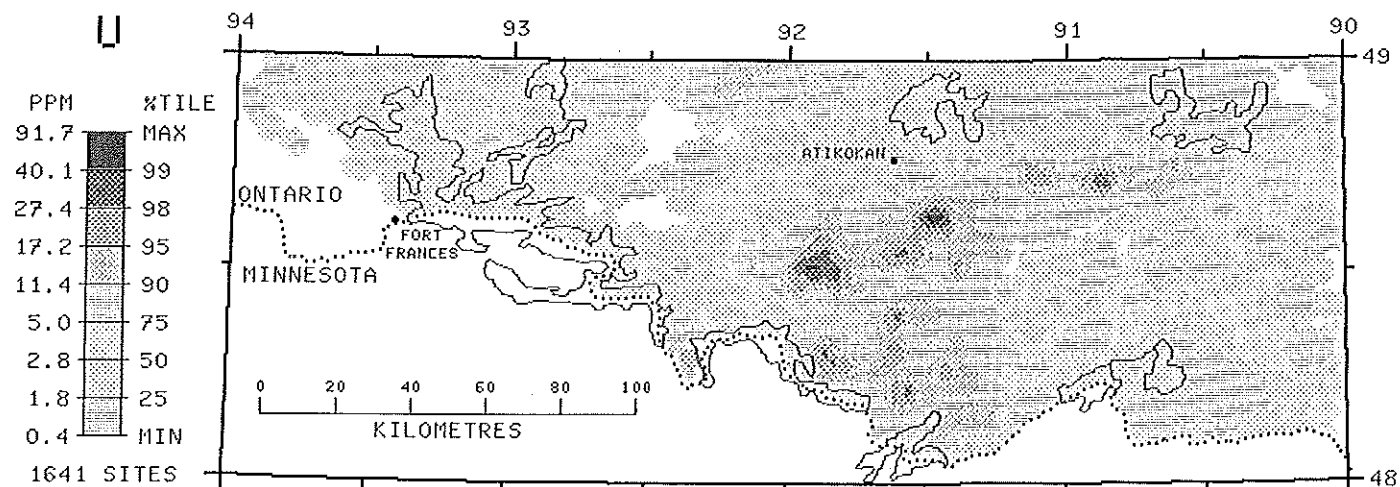 U
94
93
92
91
90
49
PPM %TILE
91.7 MAX
40.1 99
27.4 98
17.2 95
11.4 90
5.0 75
2.8 50
1.8 25
0.4 MIN
1641 SITES
ATIKOKAN
ONTARIO
FORT
FRANCES
MINNESOTA
0 20 40 60 80 100
KILOMETRES
48